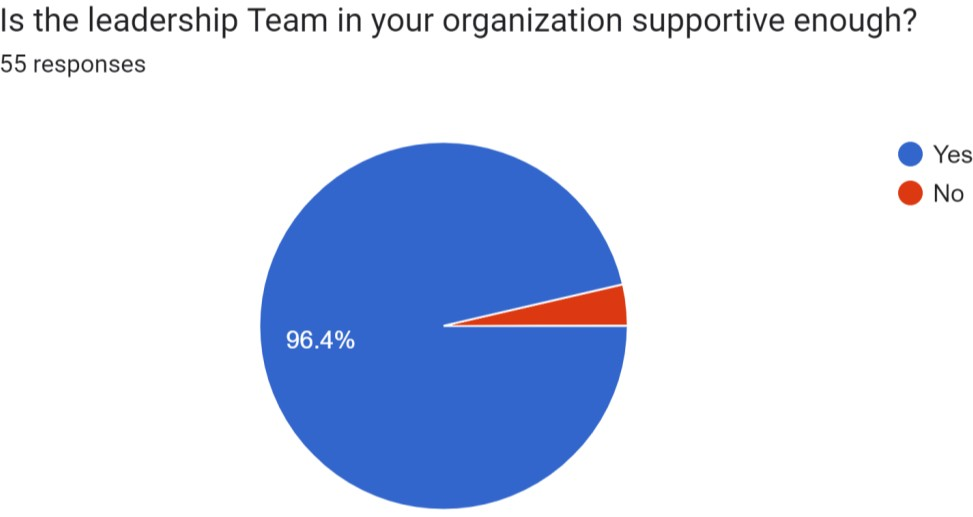 Is the leadership Team in your organization supportive enough?
55 responses
Yes
No
96.4%